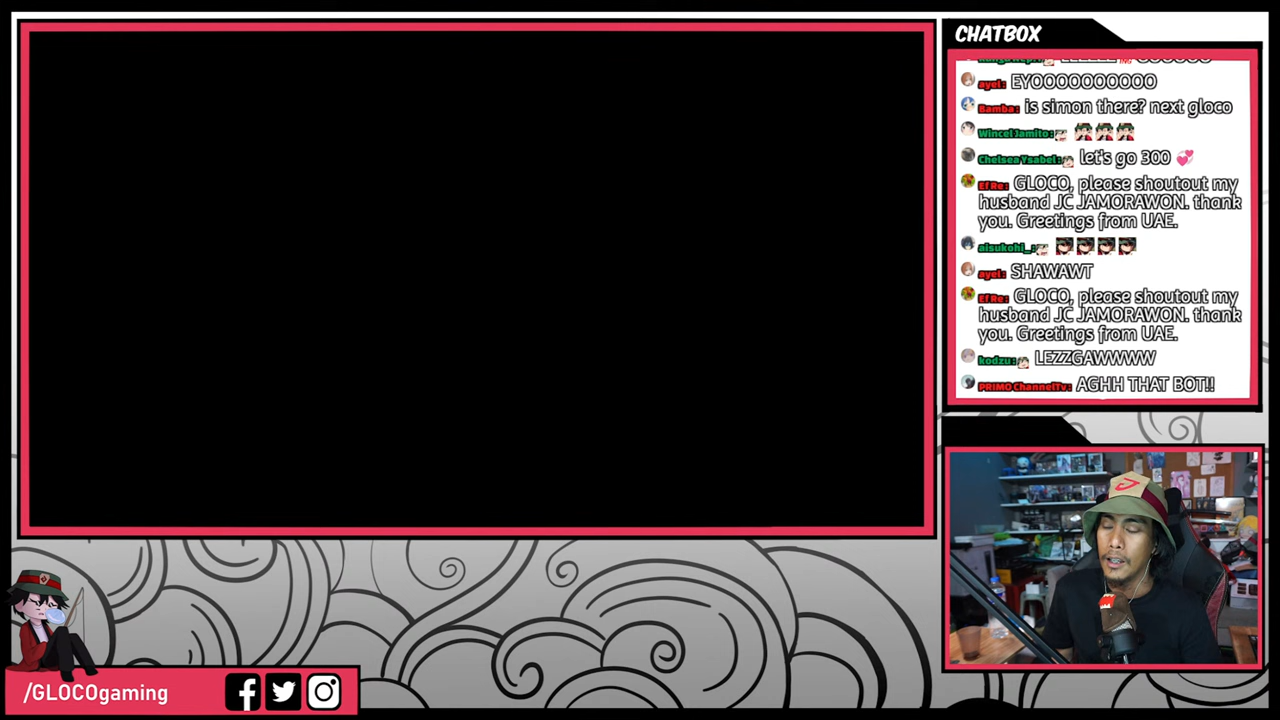 CHATBOX
ayel: EYOOOOOOOOOO
Bamba: is simon there? next gloco
Wincel Jamito:
Chelsea Ysabel: let's go 300
Ef Re: GLOCO, please shoutout my
husband JC JAMORAWON. thank
you. Greetings from UAE.
aisukohi_:
ayel: SHAWAWT
Ef Re: GLOCO, please shoutout my
husband JC JAMORAWON. thank
you. Greetings from UAE.
kodzu: LEZZGAWWWW
PRIMO ChannelTv: AGHH THAT BOT!!
/GLOCOgaming